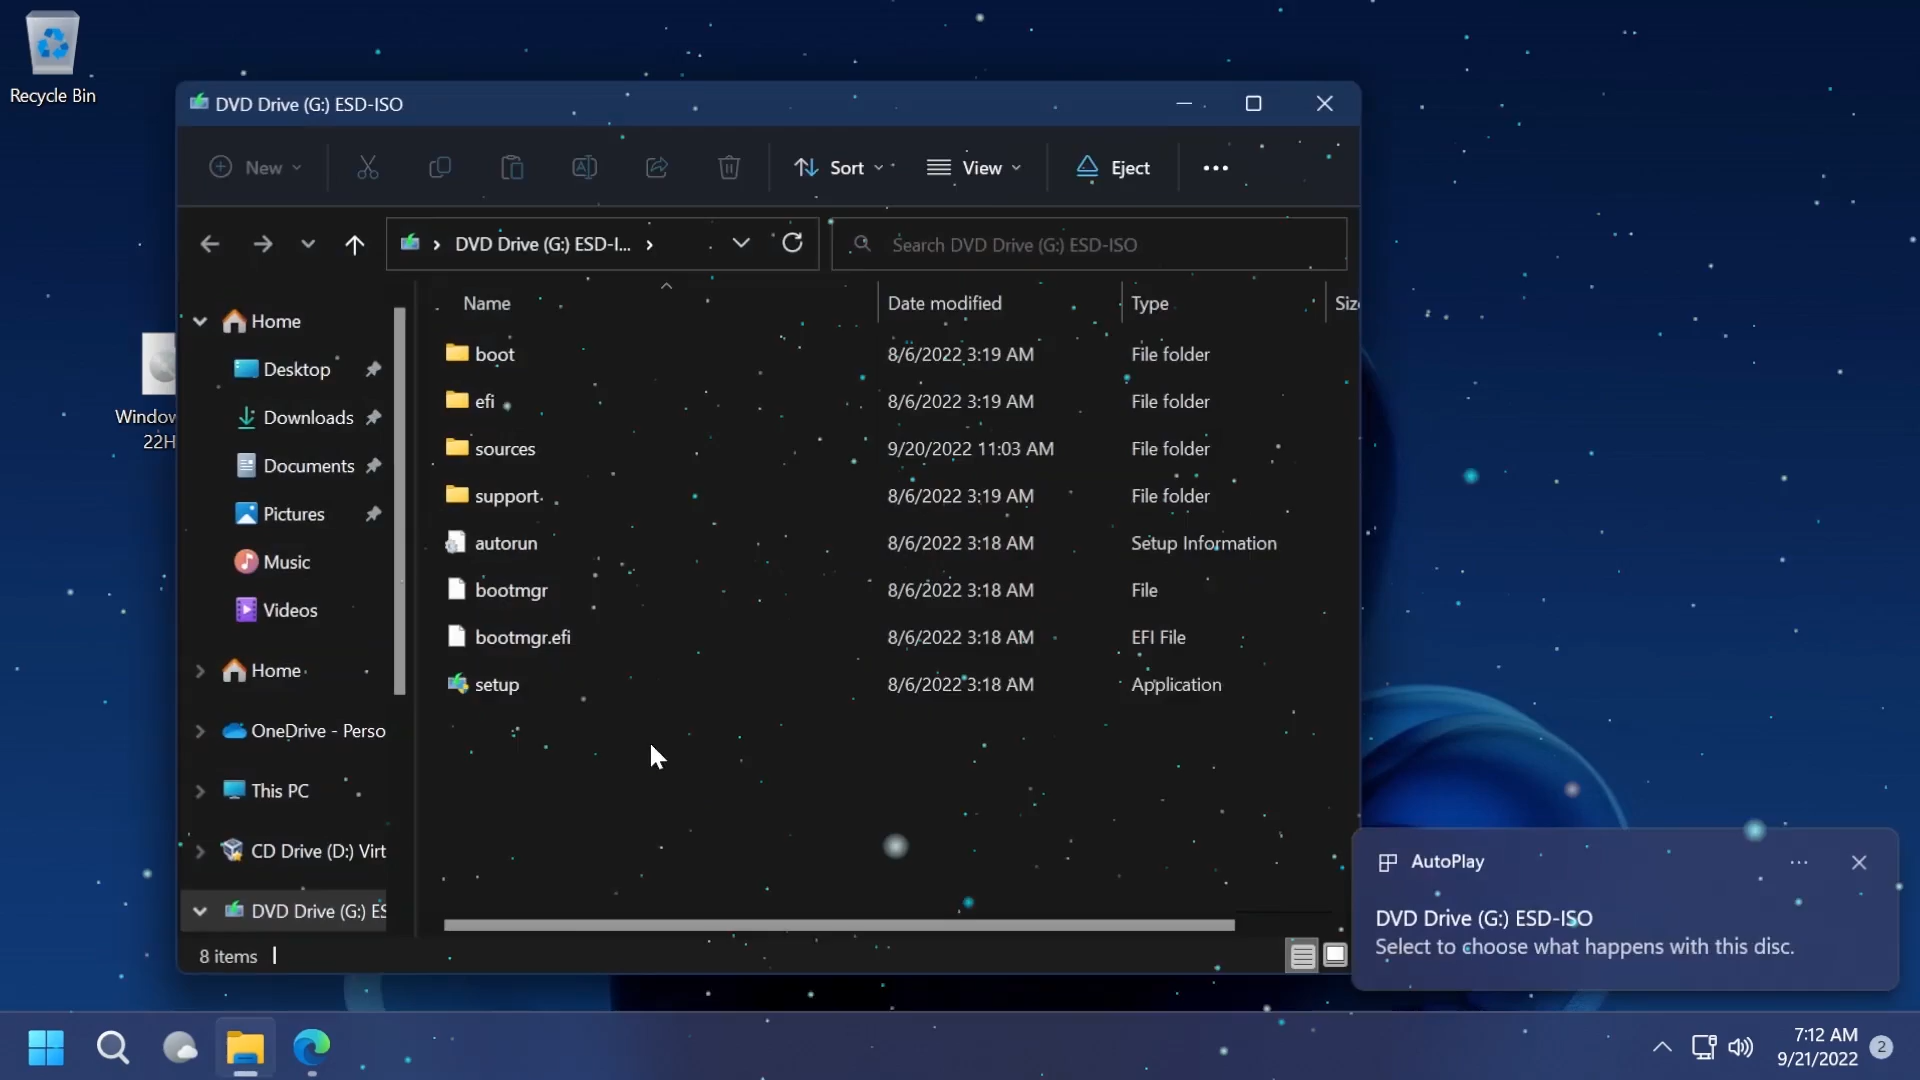 Recycle Bin
Window
22H
DVD Drive (G:) ESD-ISO
New
Sort
View
Eject
DVD Drive (G:) ESD-I...
Search DVD Drive (G:) ESD-ISO
Name
Date modified
Type
Siz
Home
Desktop
Downloads
Documents
Pictures
Music
Videos
Home
OneDrive - Perso
This PC
CD Drive (D:) Virt
DVD Drive (G:) ES
boot 8/6/2022 3:19 AM File folder
efi 8/6/2022 3:19 AM File folder
sources 9/20/2022 11:03 AM File folder
support 8/6/2022 3:19 AM File folder
autorun 8/6/2022 3:18 AM Setup Information
bootmgr 8/6/2022 3:18 AM File
bootmgr.efi 8/6/2022 3:18 AM EFI File
setup 8/6/2022 3:18 AM Application
8 items
AutoPlay
DVD Drive (G:) ESD-ISO
Select to choose what happens with this disc.
7:12 AM
9/21/2022
2